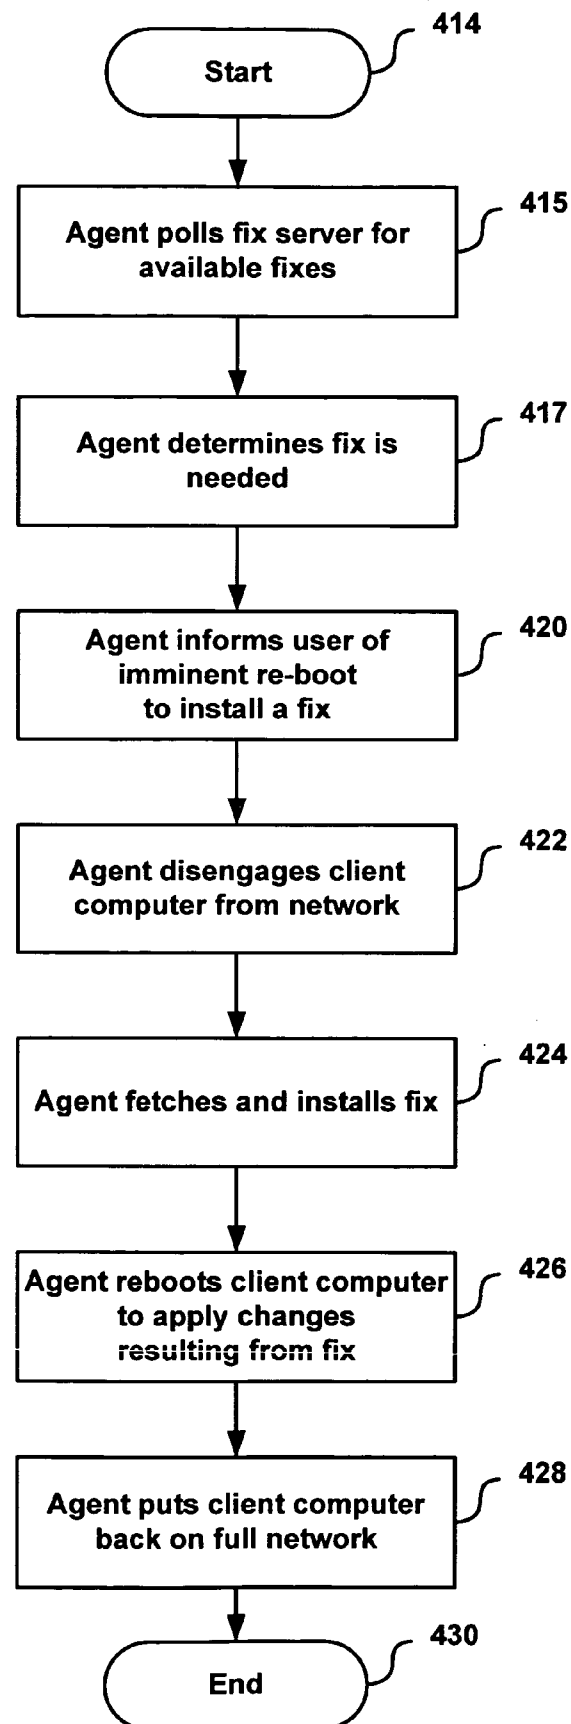 414
Start
415
Agent polls fix server for
available fixes
417
Agent determines fix is
needed
420
Agent informs user of
imminent re-boot
to install a fix
422
Agent disengages client
computer from network
424
Agent fetches and installs fix
426
Agent reboots client computer
to apply changes
resulting from fix
428
Agent puts client computer
back on full network
430
End